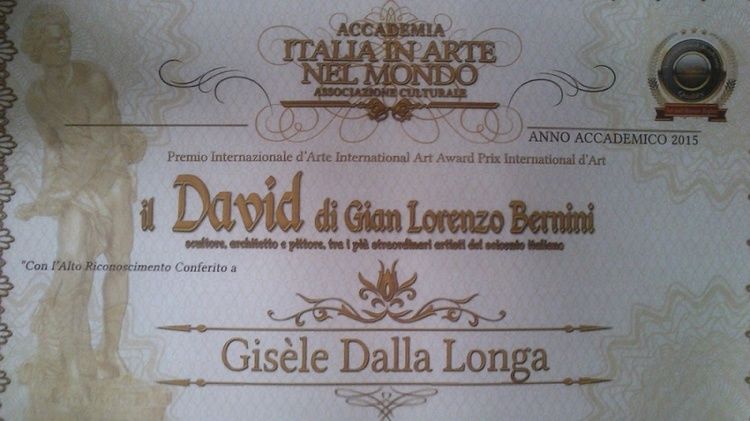 ACCADEMIA
ITALIA IN ARTE
NEL MONDO
ASSOCIAZIONE CULTURALE
ANNO ACCADEMICO 2015
Premio Internazionale d'Arte International Art Award Prix International d'Art
il David di Gian Lorenzo Bernini
scultore, architetto e pittore, tra i più straordinari artisti del seicento italiano
"Con l'Alto Riconoscimento Conferito a
Gisèle Dalla Longa